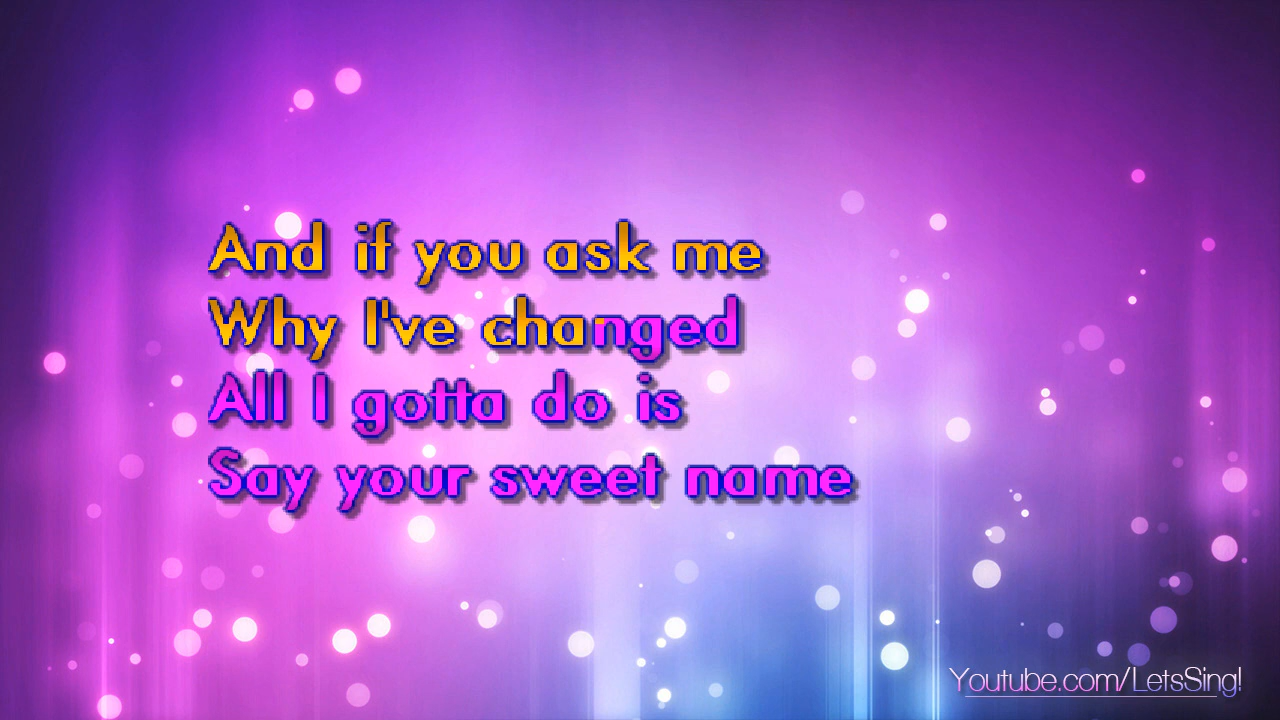 And if you ask me
Why I've changed
All I gotta do is
Say your sweet name
Youtube.com/LetsSing!